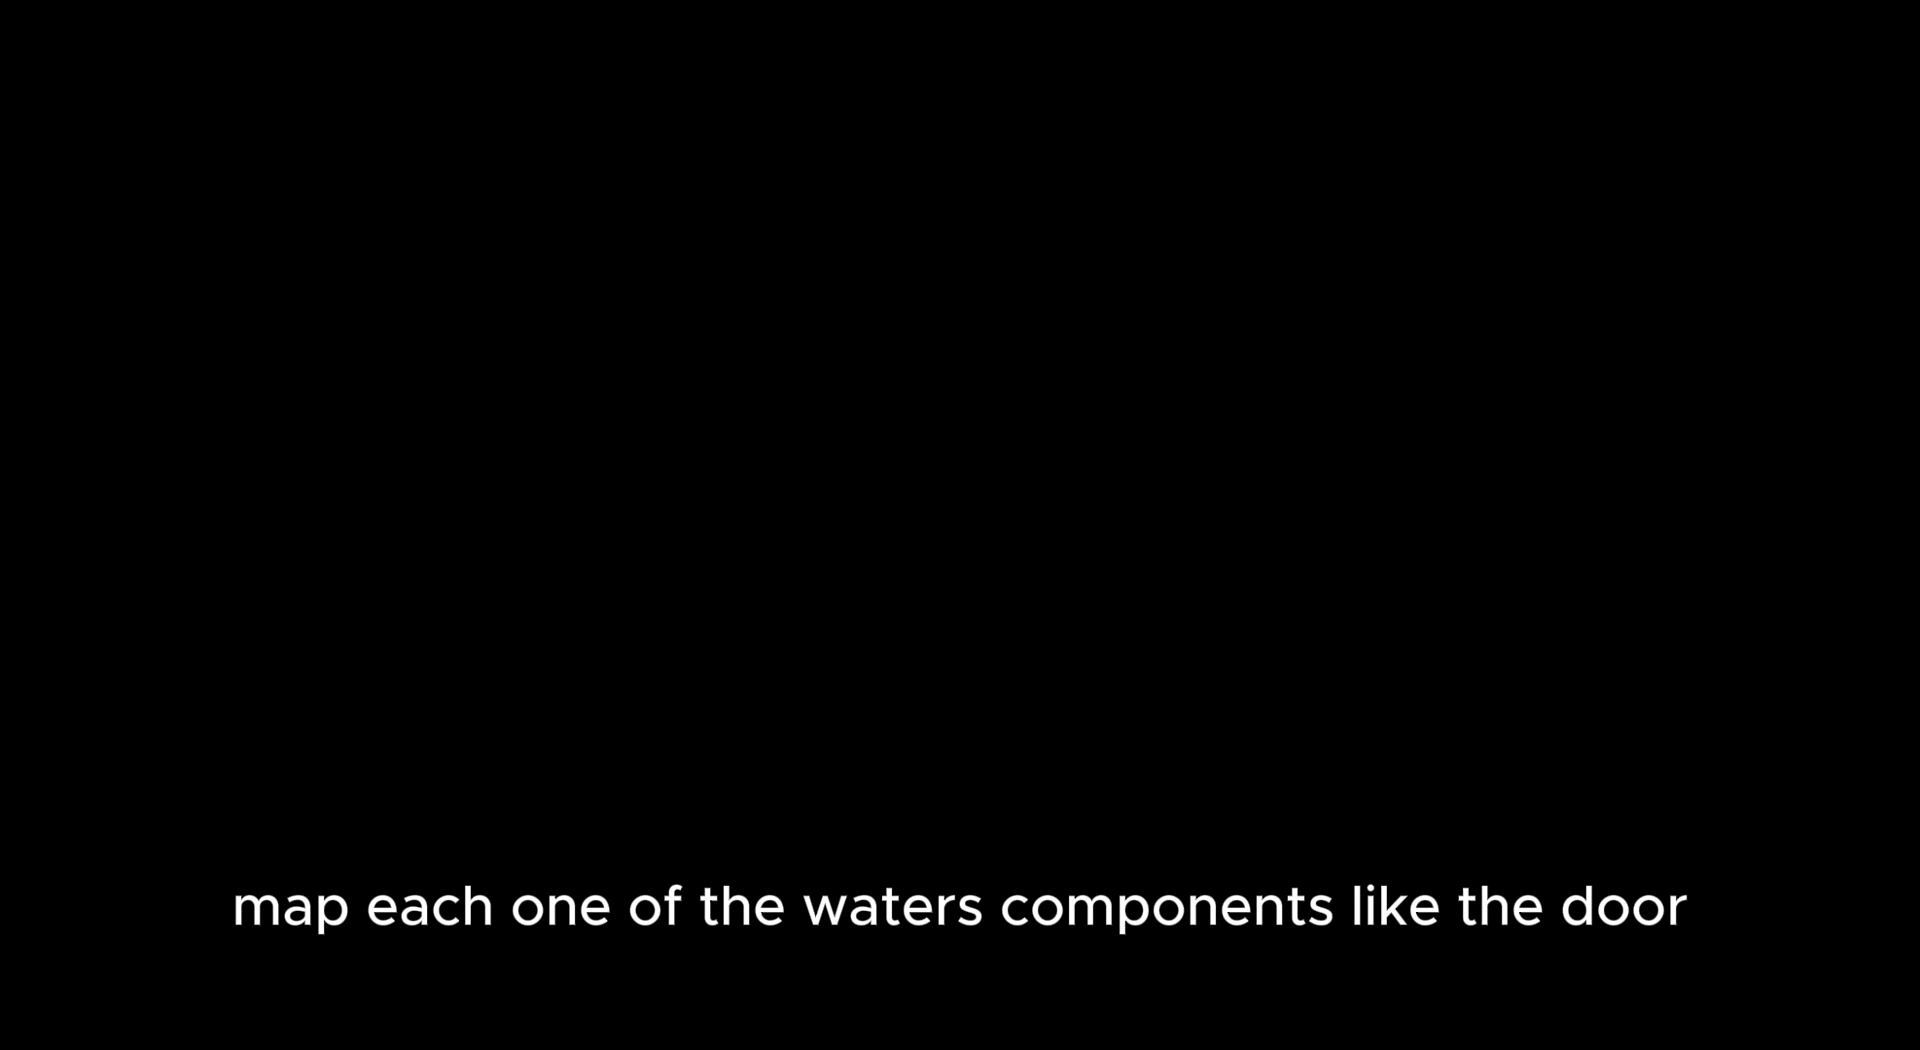 map each one of the waters components like the door